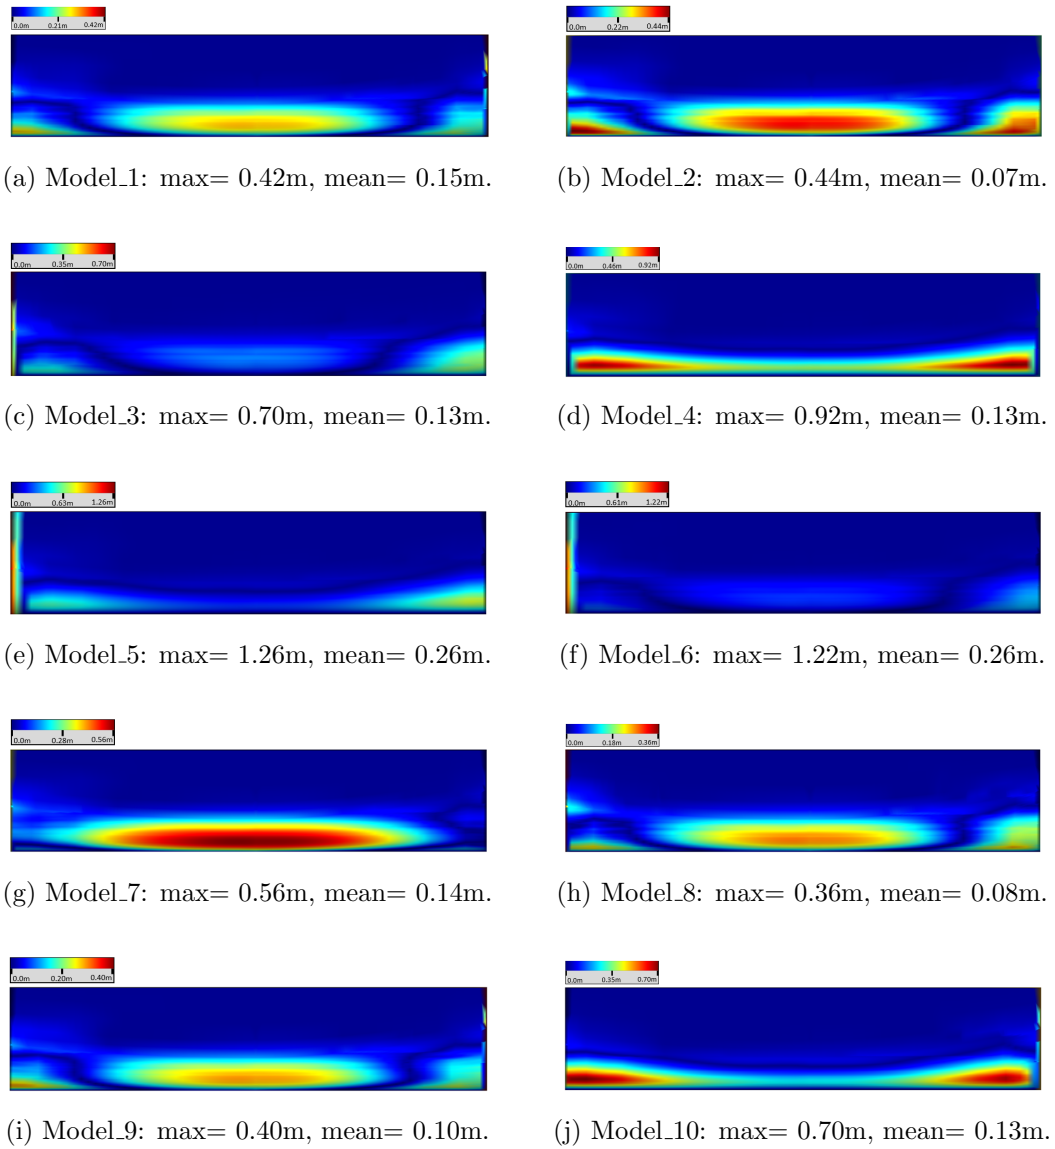 0.0m 0.21m 0.42m
0.0m 0.22m 0.44m
(a) Model_1: max= 0.42m, mean= 0.15m.
(b) Model_2: max= 0.44m, mean= 0.07m.
0.0m 0.35m 0.70m
0.0m 0.46m 0.92m
(c) Model_3: max= 0.70m, mean= 0.13m.
(d) Model_4: max= 0.92m, mean= 0.13m.
0.0m 0.63m 1.26m
0.0m 0.61m 1.22m
(e) Model_5: max= 1.26m, mean= 0.26m.
(f) Model_6: max= 1.22m, mean= 0.26m.
0.0m 0.28m 0.56m
0.0m 0.18m 0.36m
(g) Model_7: max= 0.56m, mean= 0.14m.
(h) Model_8: max= 0.36m, mean= 0.08m.
0.0m 0.20m 0.40m
0.0m 0.35m 0.70m
(i) Model_9: max= 0.40m, mean= 0.10m.
(j) Model_10: max= 0.70m, mean= 0.13m.